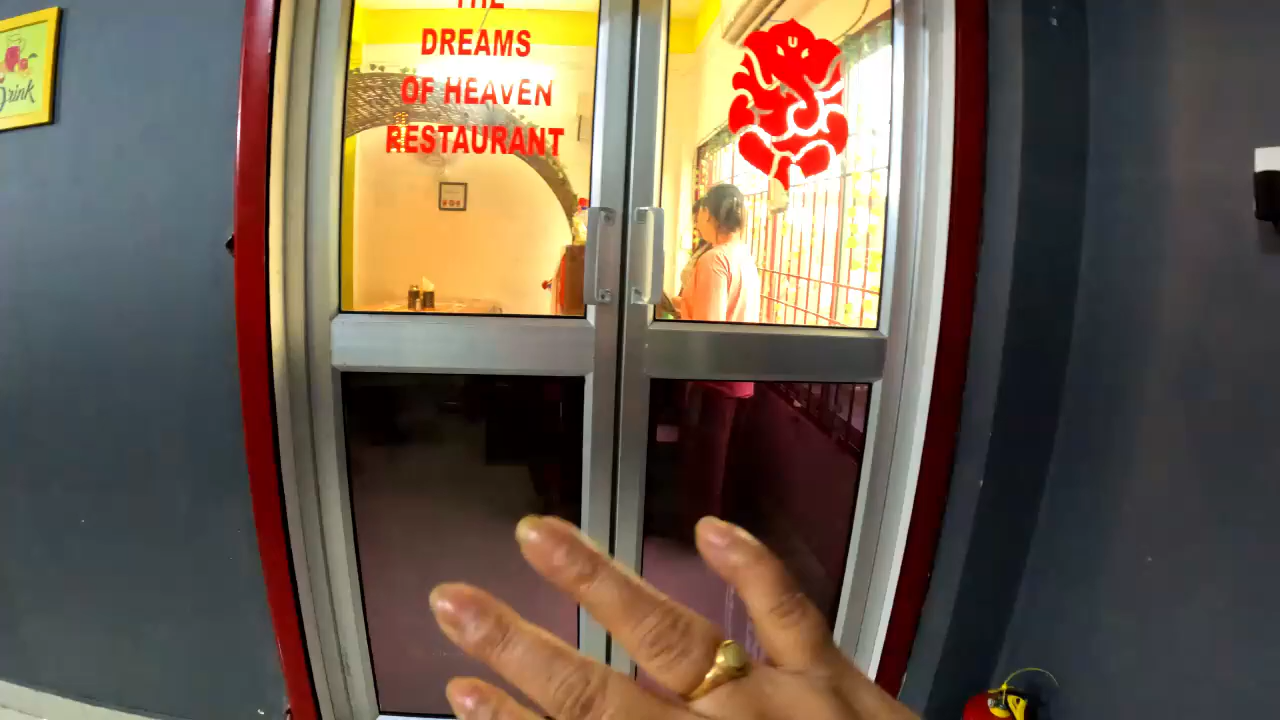 THE
DREAMS
OF HEAVEN
RESTAURANT
Drink